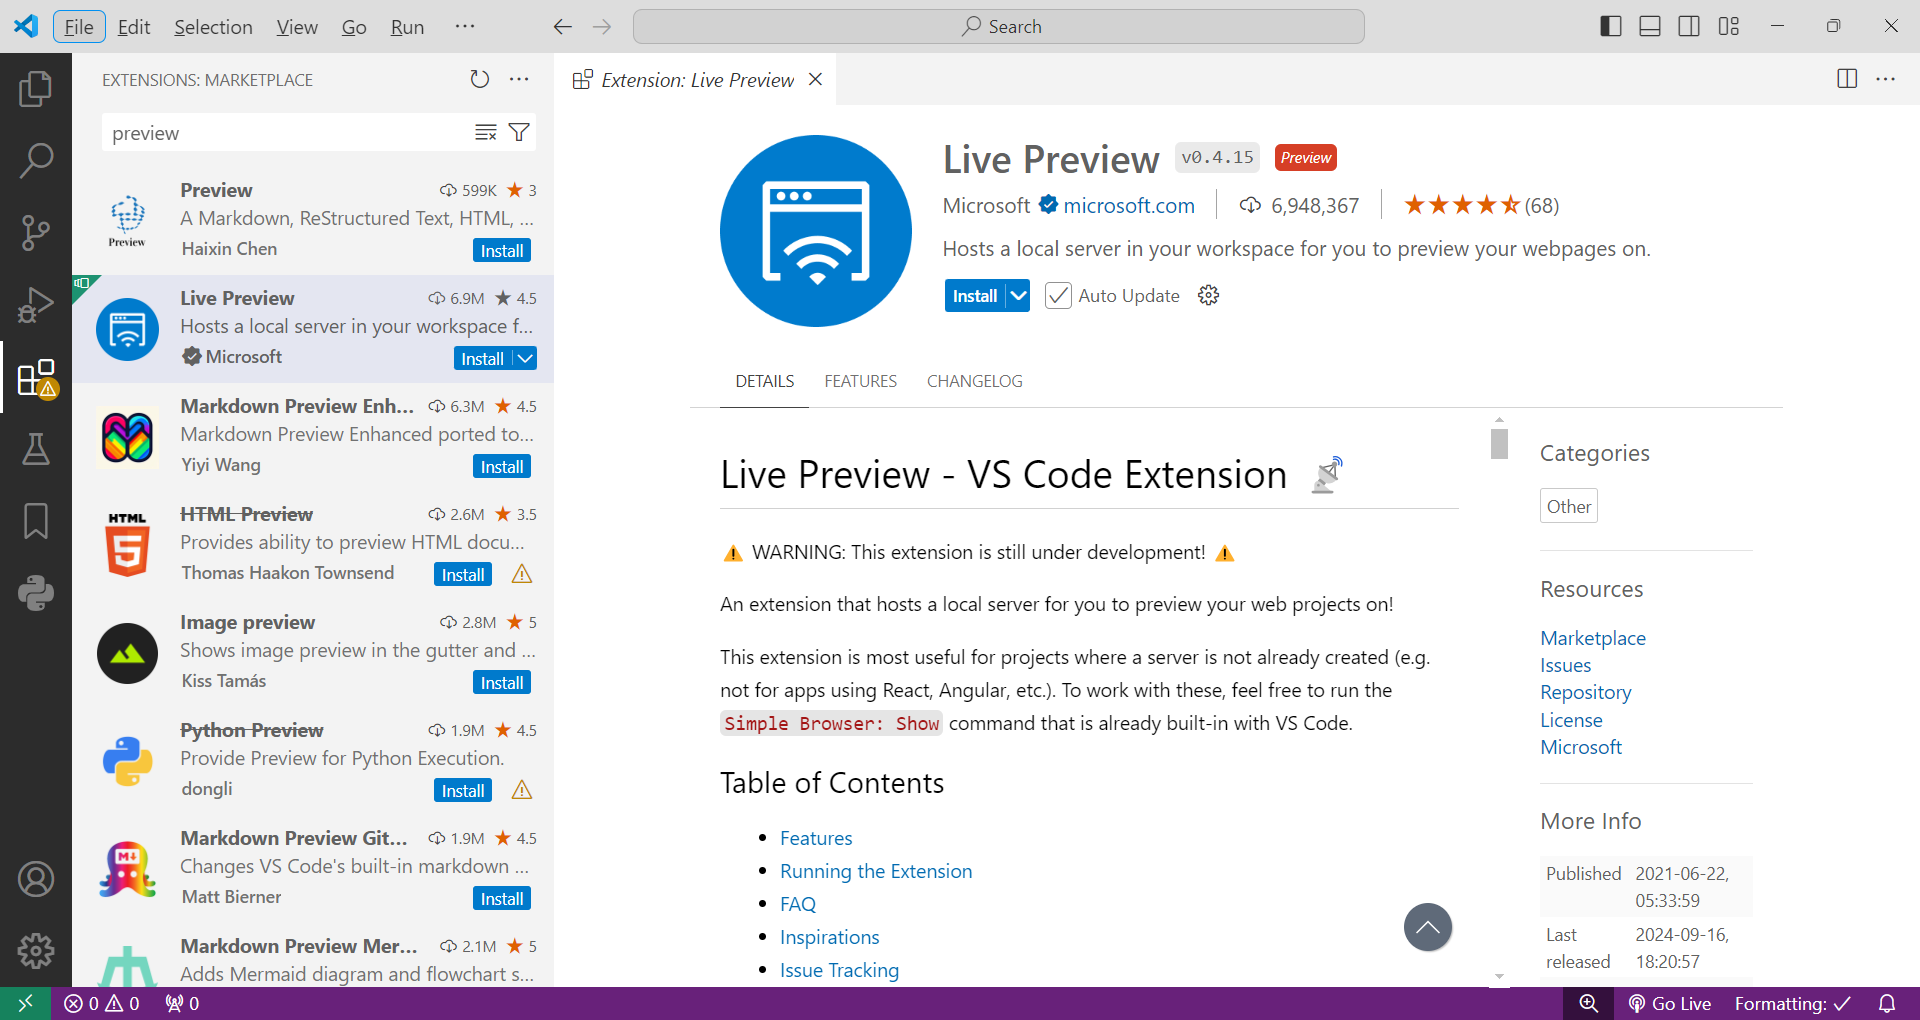 File Edit Selection View Go Run ···
Search
EXTENSIONS: MARKETPLACE
preview
Preview 599K 3
A Markdown, ReStructured Text, HTML, ...
Preview
Haixin Chen Install
Live Preview 6.9M 4.5
Hosts a local server in your workspace f...
Microsoft Install
Markdown Preview Enh... 6.3M 4.5
Markdown Preview Enhanced ported to...
Yiyi Wang Install
HTML Preview 2.6M 3.5
HTML
5
Provides ability to preview HTML docu...
Thomas Haakon Townsend Install
Image preview 2.8M 5
Shows image preview in the gutter and ...
Kiss Tamás Install
Python Preview 1.9M 4.5
Provide Preview for Python Execution.
dongli Install
Markdown Preview Git... 1.9M 4.5
Changes VS Code's built-in markdown ...
M↓
Matt Bierner Install
Markdown Preview Mer... 2.1M 5
Adds Mermaid diagram and flowchart s...
Extension: Live Preview
Live Preview v0.4.15 Preview
Microsoft microsoft.com 6,948,367 (68)
Hosts a local server in your workspace for you to preview your webpages on.
Install Auto Update
DETAILS FEATURES CHANGELOG
Live Preview - VS Code Extension
WARNING: This extension is still under development!
An extension that hosts a local server for you to preview your web projects on!
This extension is most useful for projects where a server is not already created (e.g.
not for apps using React, Angular, etc.). To work with these, feel free to run the
Simple Browser: Show command that is already built-in with VS Code.
Table of Contents
• Features
• Running the Extension
• FAQ
• Inspirations
• Issue Tracking
Categories
Other
Resources
Marketplace
Issues
Repository
License
Microsoft
More Info
Published 2021-06-22,
05:33:59
Last 2024-09-16,
released 18:20:57
0 0 0 Go Live Formatting: ✓